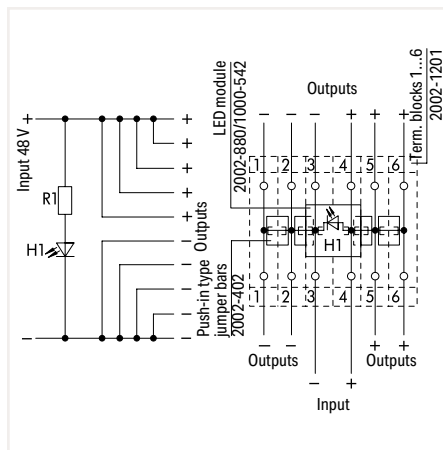 +
Input 48 V
R1
H1
−
+
+
+
+
Outputs
−
−
−
−
Push-in type
jumper bars
2002-402
LED module
2002-880/1000-542
Term. blocks 1...6
2002-1201
Outputs
− − − + + +
1 2 3 4 5 6
H1
1 2 3 4 5 6
− − + +
Outputs Outputs
− +
Input